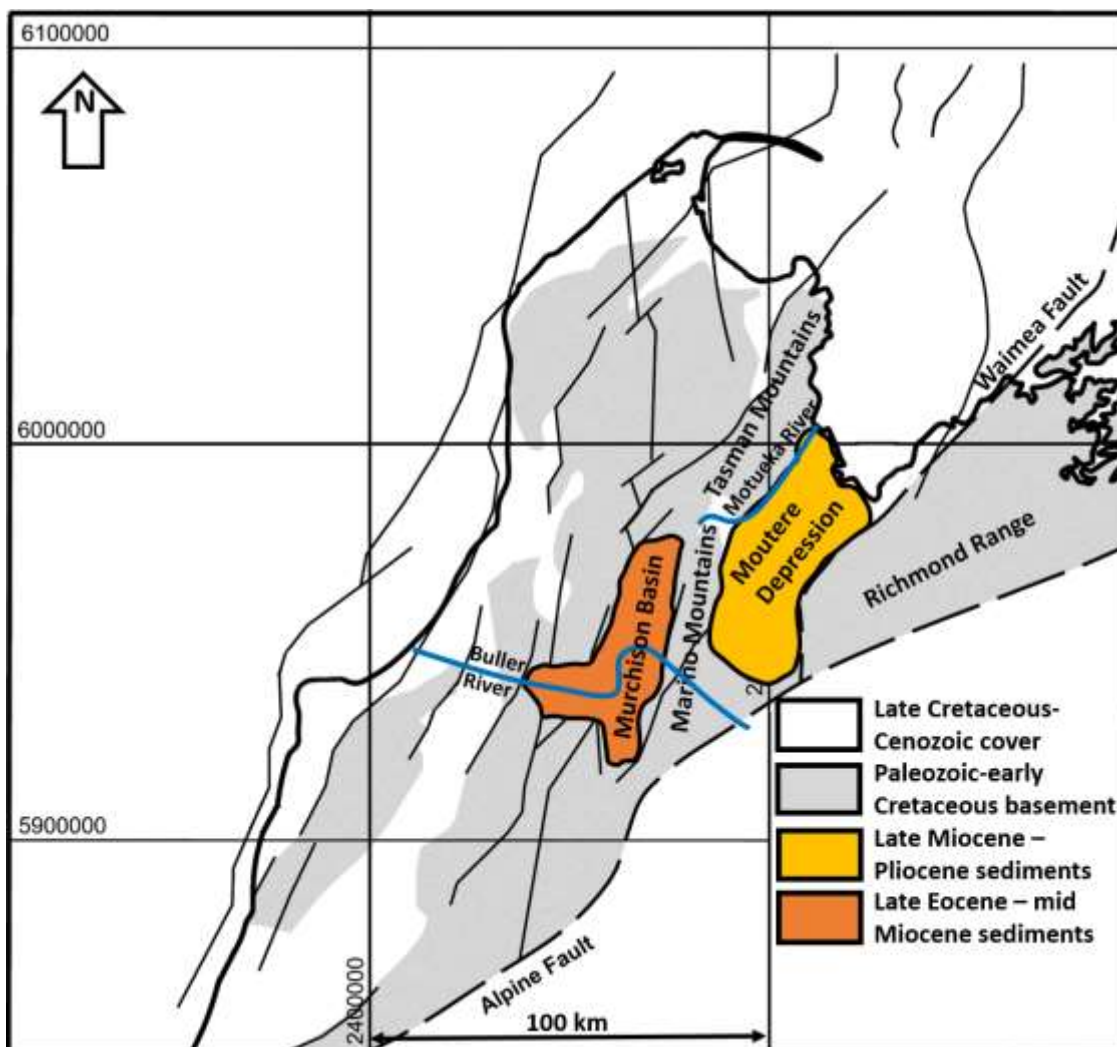 6100000
N
Waimea Fault
6000000
Tasman Mountains
Motueka River
Moutere
Depression
Richmond Range
Murchison Basin
Marino Mountains
Buller
River
2
Late Cretaceous-
Cenozoic cover
Paleozoic-early
Cretaceous basement
Late Miocene –
Pliocene sediments
Late Eocene – mid
Miocene sediments
5900000
Alpine Fault
2400000
100 km